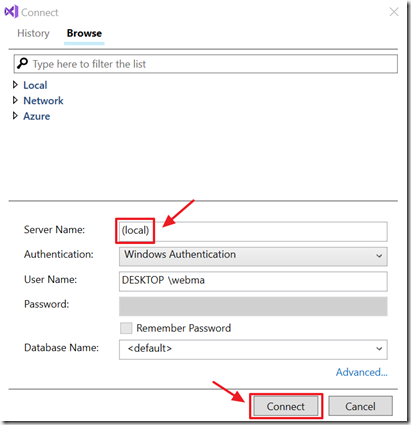 Connect
History Browse
Type here to filter the list
Local
Network
Azure
Server Name: (local)
Authentication: Windows Authentication
User Name: DESKTOP \webma
Password:
Remember Password
Database Name: <default>
Advanced...
Connect Cancel